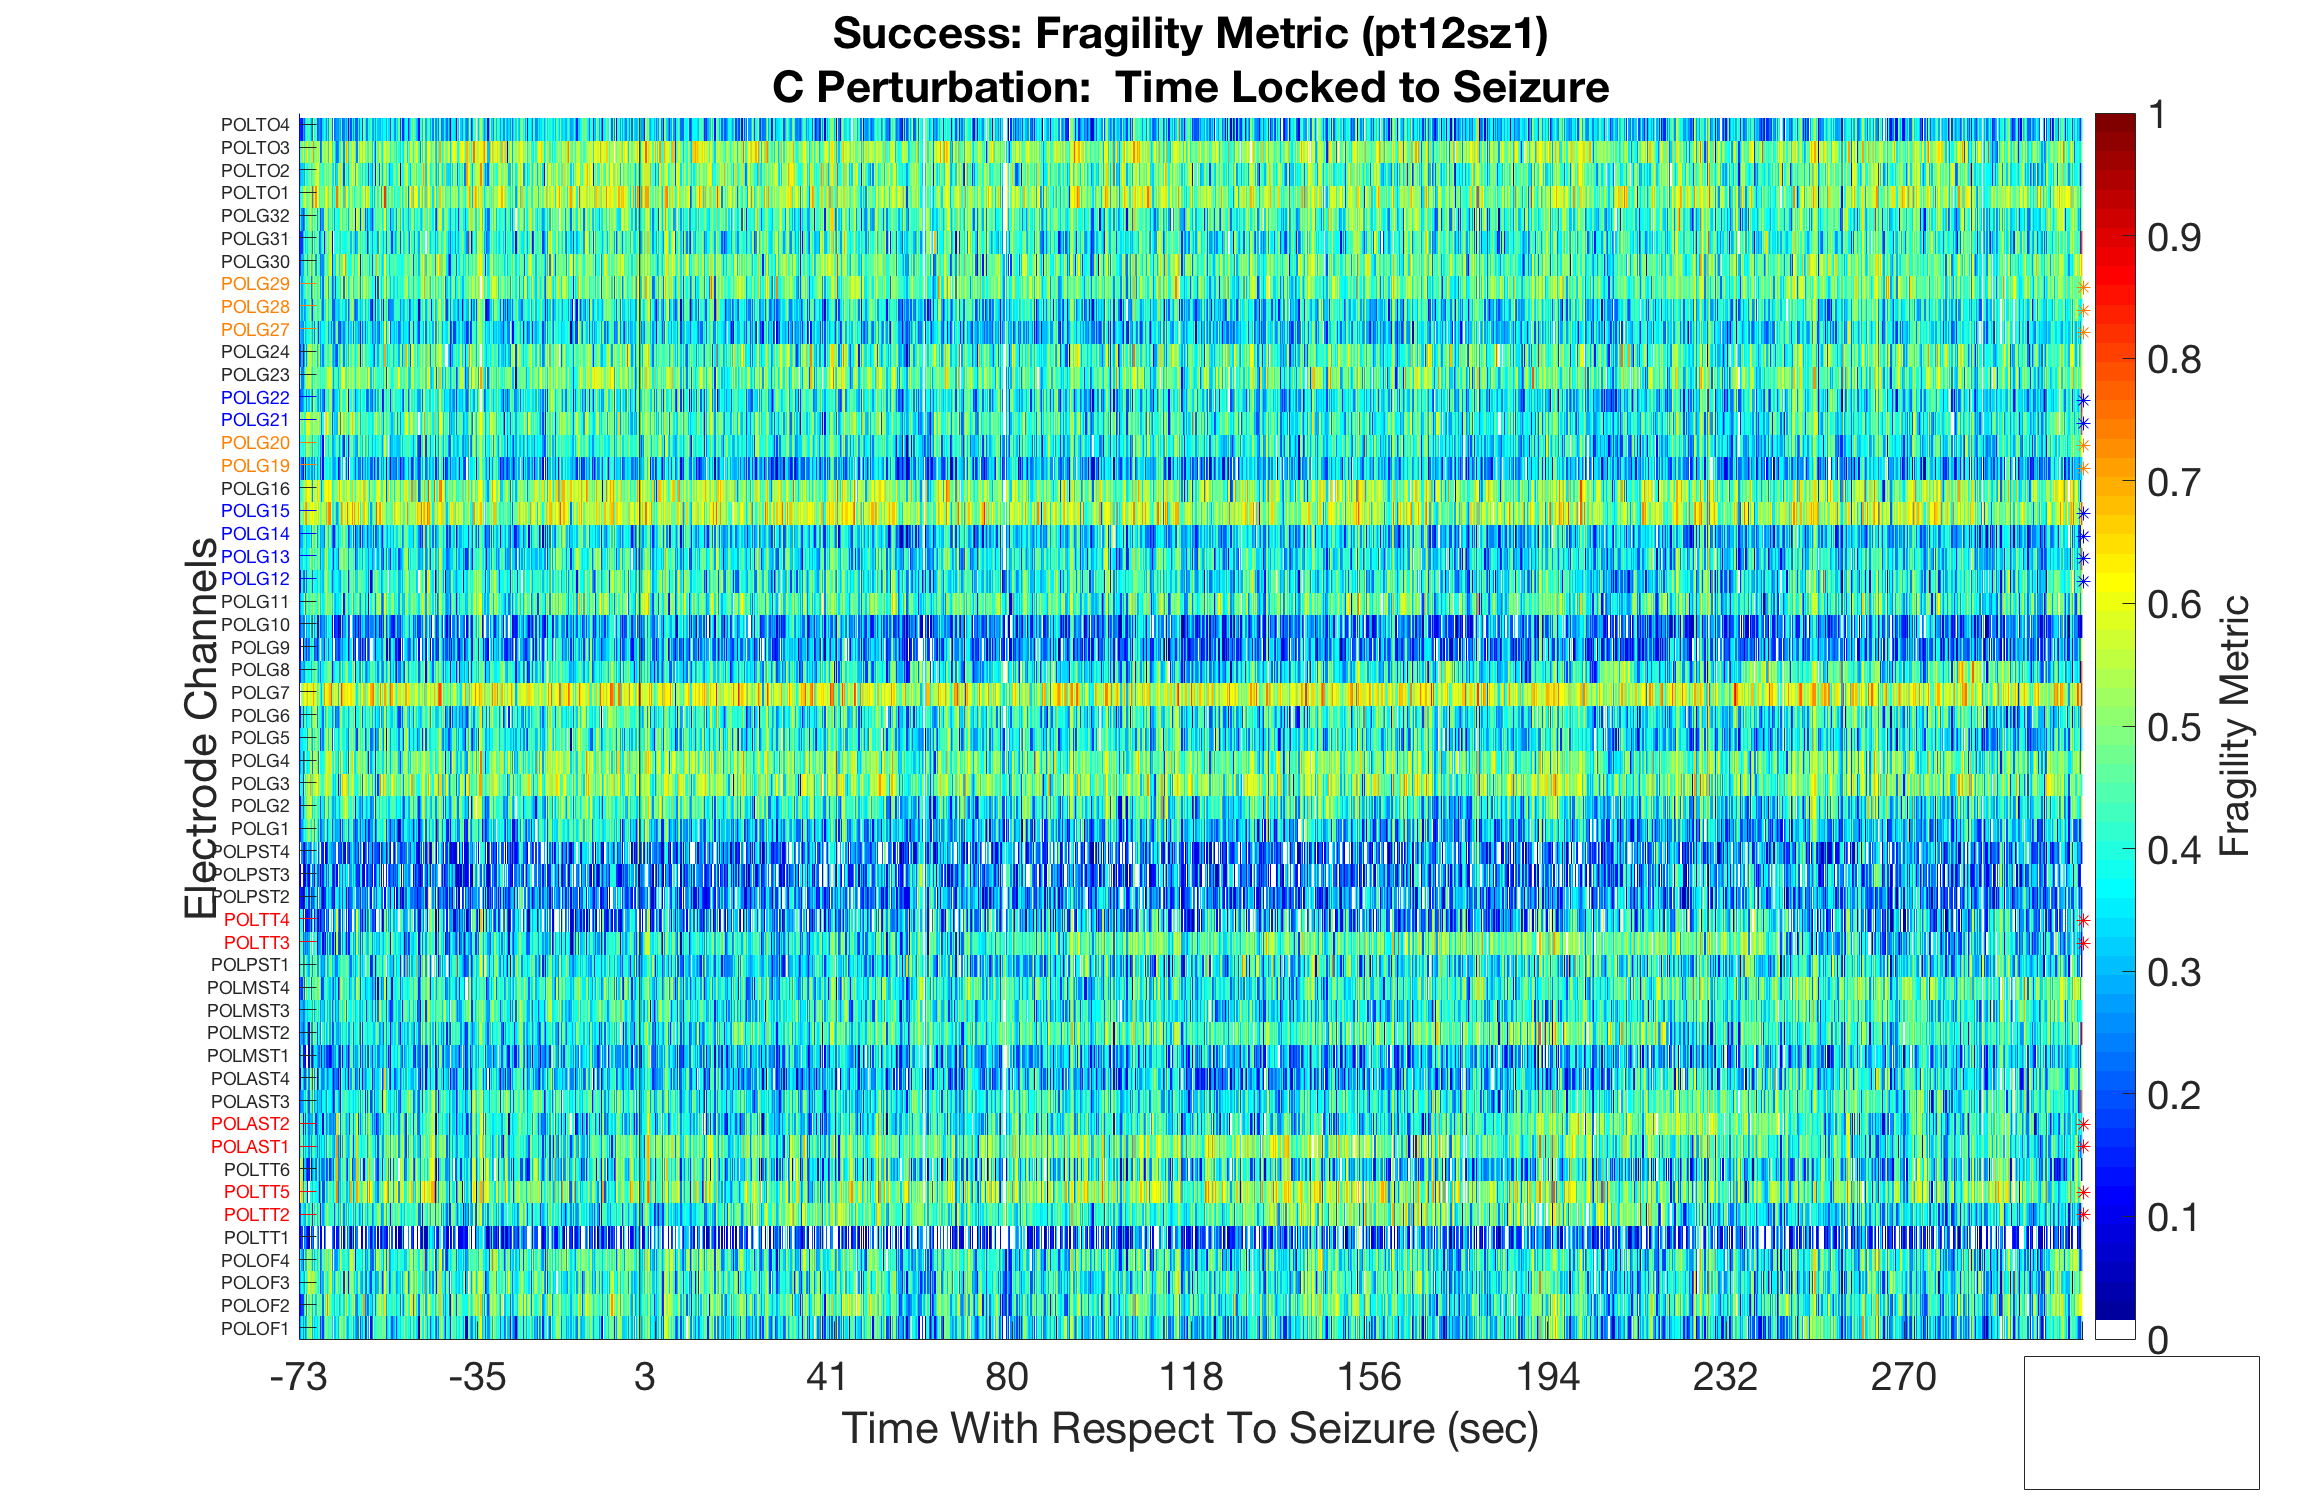 Success: Fragility Metric (pt12sz1)
C Perturbation:  Time Locked to Seizure
Electrode Channels
POLTO4
POLTO3
POLTO2
POLTO1
POLG32
POLG31
POLG30
POLG29
POLG28
POLG27
POLG24
POLG23
POLG22
POLG21
POLG20
POLG19
POLG16
POLG15
POLG14
POLG13
POLG12
POLG11
POLG10
POLG9
POLG8
POLG7
POLG6
POLG5
POLG4
POLG3
POLG2
POLG1
POLPST4
POLPST3
POLPST2
POLTT4
POLTT3
POLPST1
POLMST4
POLMST3
POLMST2
POLMST1
POLAST4
POLAST3
POLAST2
POLAST1
POLTT6
POLTT5
POLTT2
POLTT1
POLOF4
POLOF3
POLOF2
POLOF1
-73 -35 3 41 80 118 156 194 232 270
Time With Respect To Seizure (sec)
1
0.9
0.8
0.7
0.6
0.5
0.4
0.3
0.2
0.1
0
Fragility Metric